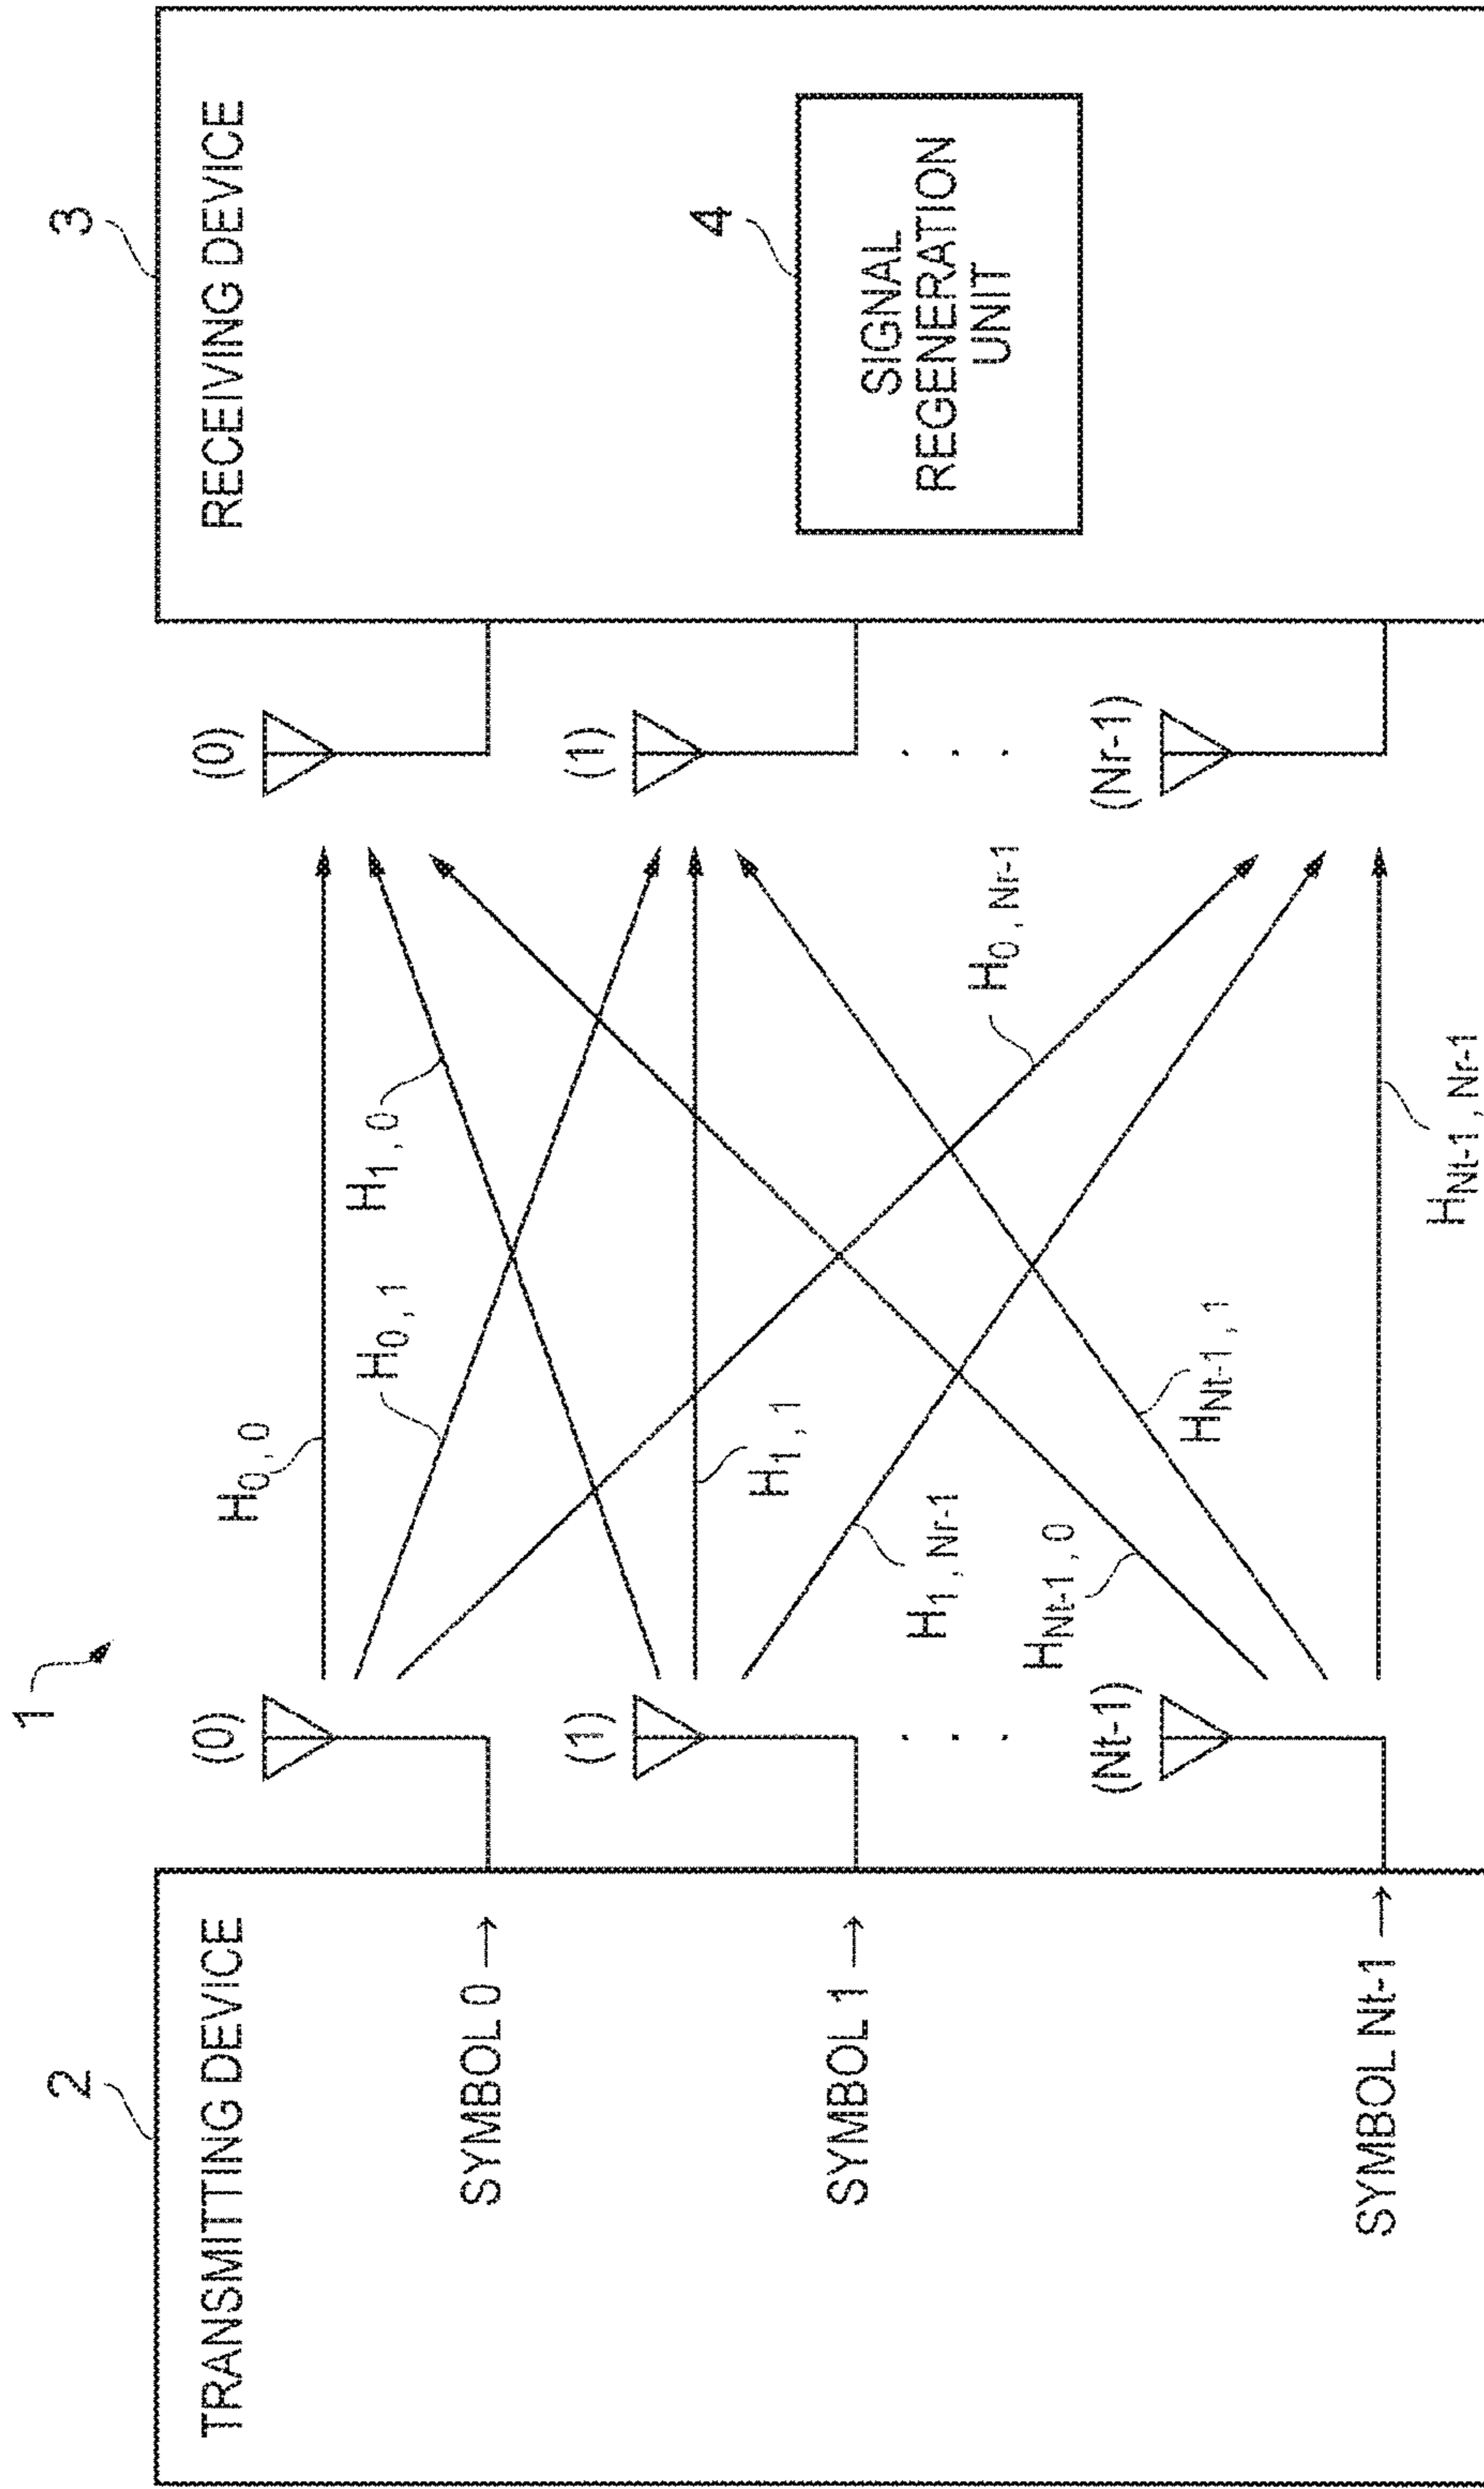 1
2
TRANSMITTING DEVICE
SYMBOL 0 →
SYMBOL 1 →
SYMBOL Nt-1 →
(0)
(1)
. . .
(Nt-1)
H0,0
H0,1
H1,0
H1,1
H1,Nr-1
HNt-1,0
HNt-1,1
H0,Nr-1
HNt-1,Nr-1
(0)
(1)
. . .
(Nr-1)
3
RECEIVING DEVICE
4
SIGNAL
REGENERATION
UNIT